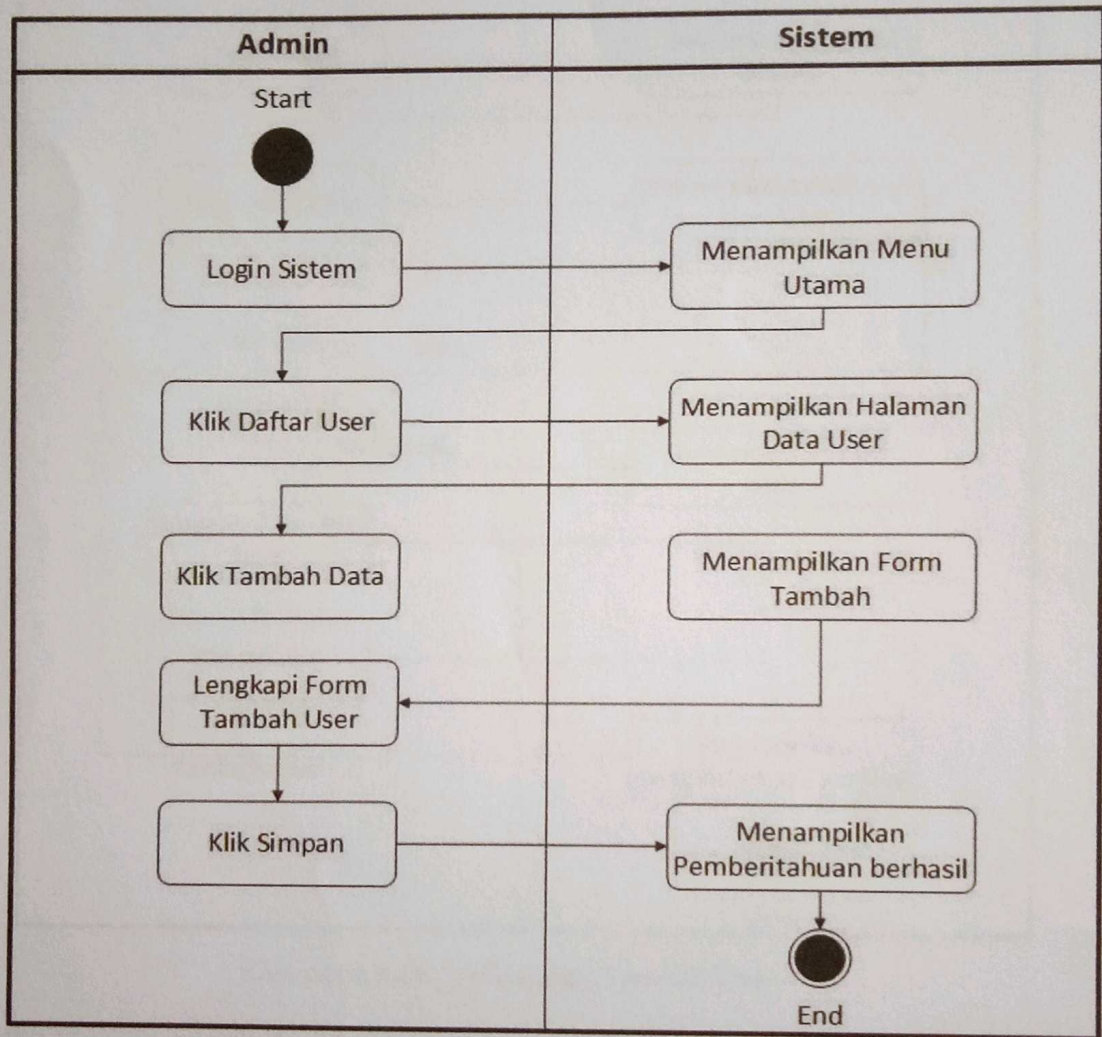 Admin
Sistem
Start
Login Sistem
Menampilkan Menu
Utama
Klik Daftar User
Menampilkan Halaman
Data User
Klik Tambah Data
Menampilkan Form
Tambah
Lengkapi Form
Tambah User
Klik Simpan
Menampilkan
Pemberitahuan berhasil
End